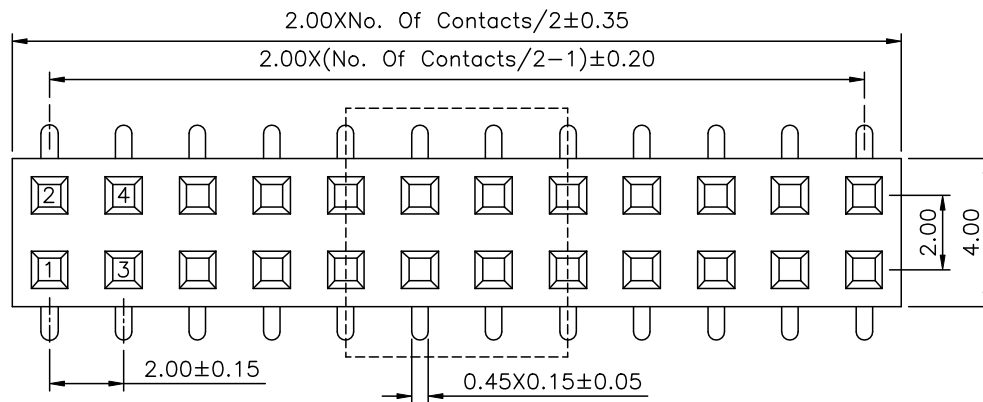 2.00XNo. Of Contacts/2±0.35
2.00X(No. Of Contacts/2-1)±0.20
2 4
1 3
2.00
4.00
2.00±0.15
0.45X0.15±0.05